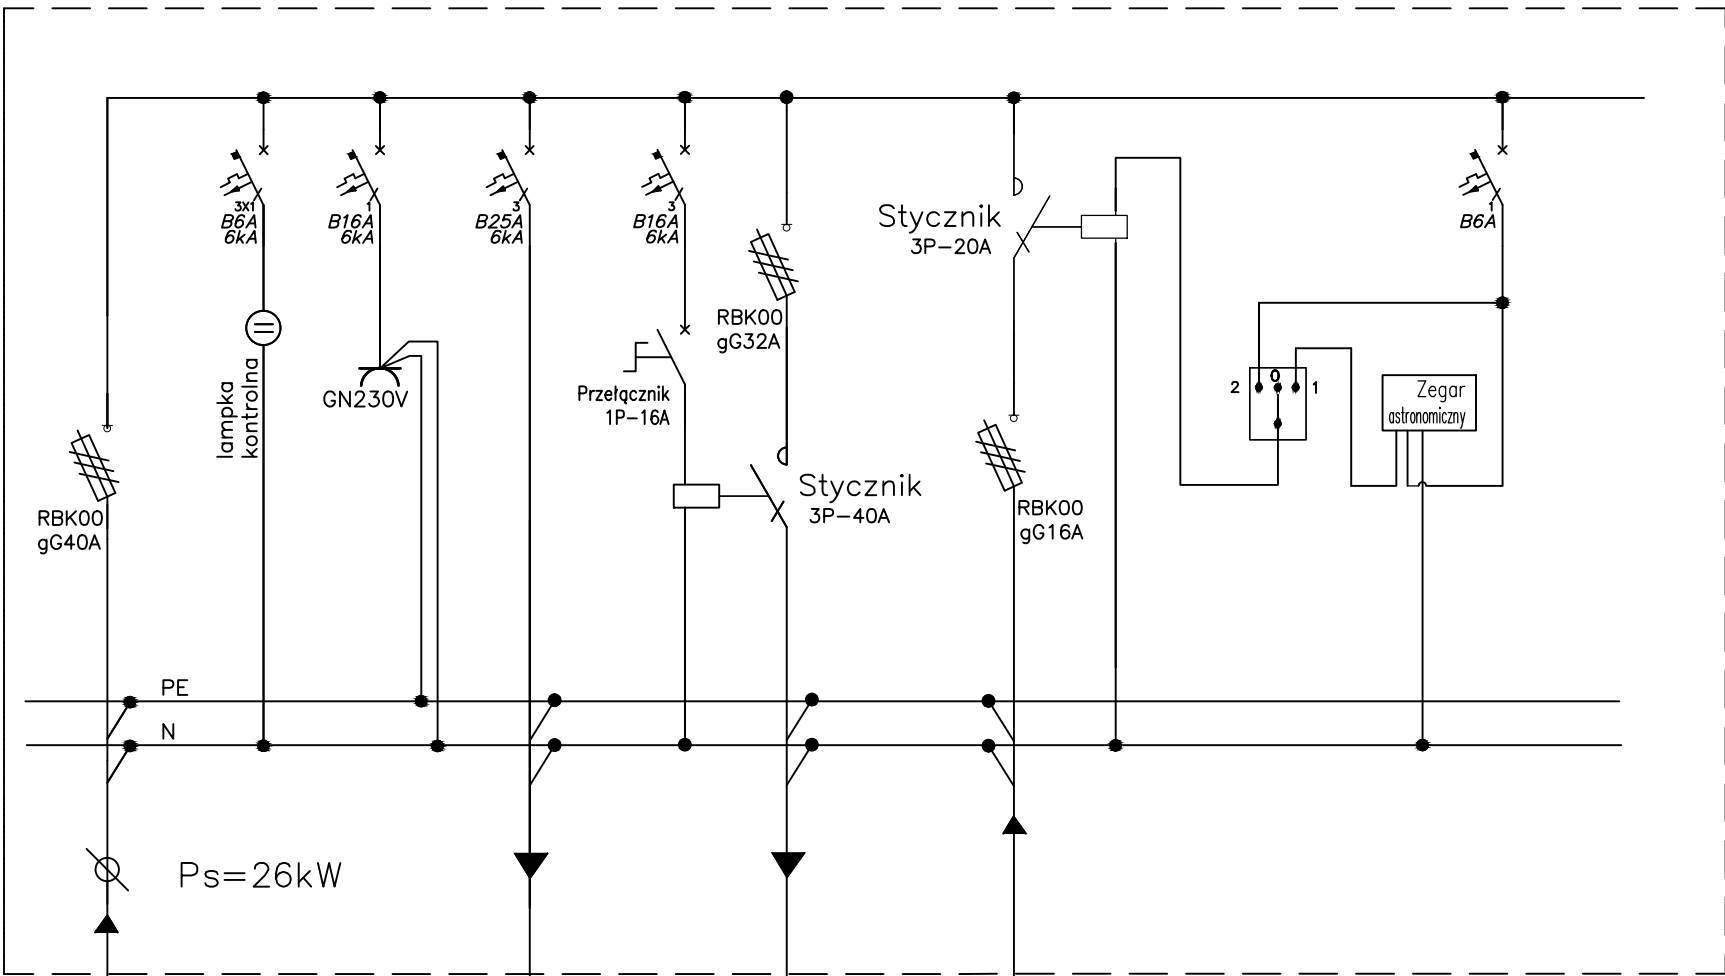 3X1
B6A
6kA
1
B16A
6kA
3
B25A
6kA
3
B16A
6kA
Stycznik
3P-20A
1
B6A
RBK00
gG32A
lampka
kontrolna
GN230V
Przełącznik
1P-16A
2 0 1
Zegar
astronomiczny
RBK00
gG40A
Stycznik
3P-40A
RBK00
gG16A
PE
N
Ps=26kW